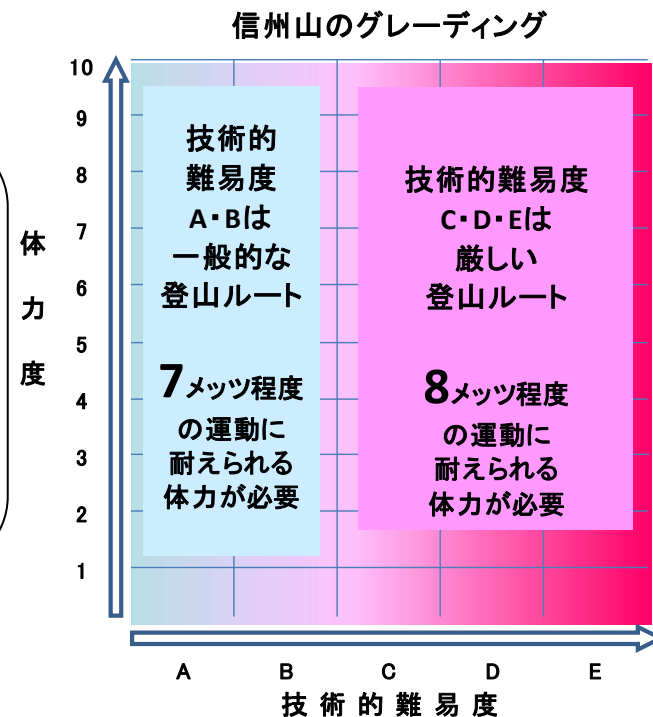 信州山のグレーディング
10
9
8
7
6
5
4
3
2
1
体
力
度
技術的
難易度
A・Bは
一般的な
登山ルート
7メッツ程度
の運動に
耐えられる
体力が必要
技術的難易度
C・D・Eは
厳しい
登山ルート
8メッツ程度
の運動に
耐えられる
体力が必要
A B C D E
技術的難易度